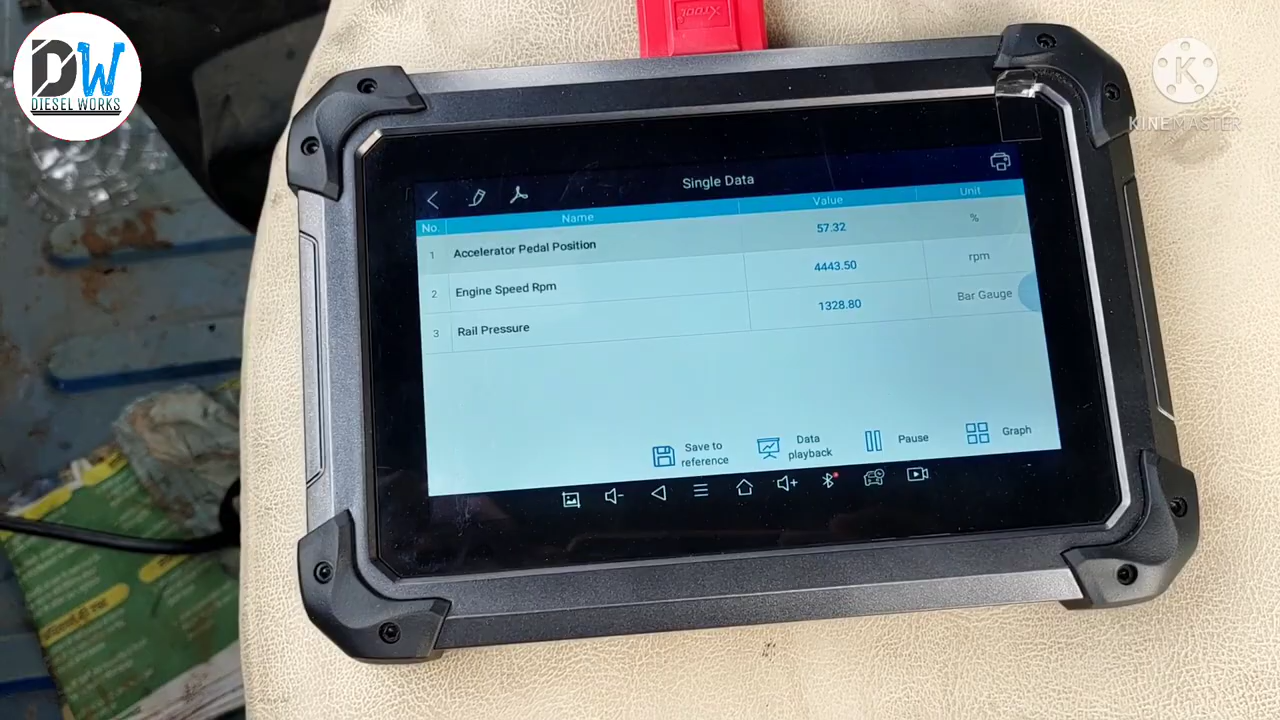 DW
DIESEL WORKS
XTOOL
K
KINEMASTER
Single Data
No. Name Value Unit
1 Accelerator Pedal Position 57.32 %
2 Engine Speed Rpm 4443.50 rpm
3 Rail Pressure 1328.80 Bar Gauge
Save to
reference
Data
playback
Pause
Graph